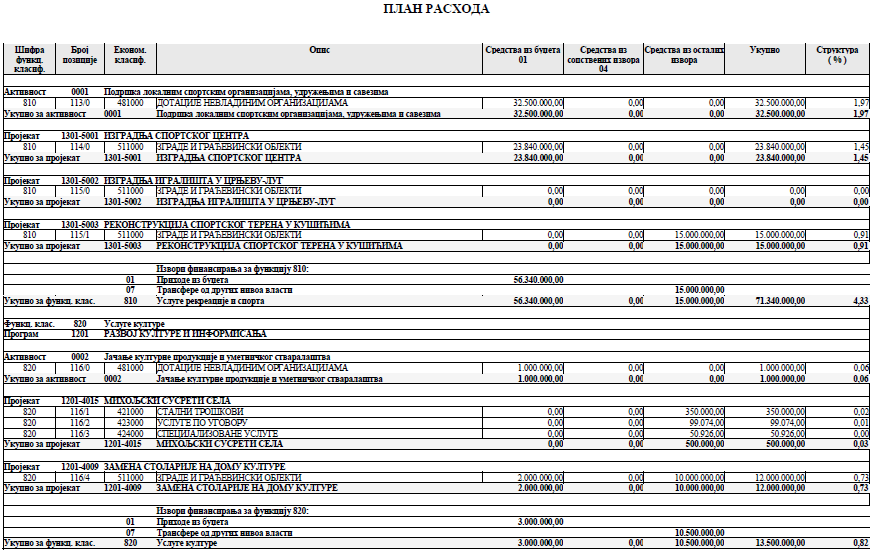 ПЛАН РАСХОДА
Шифра функц. класиф. Број позиције Економ. класиф. Опис Средства из буџета 01 Средства из сопствених извора 04 Средства из осталих извора Укупно Структура ( % )
Активност 0001 Подршка локалним спортским организацијама, удружењима и савезима
810 113/0 481000 ДОТАЦИЈЕ НЕВЛАДИНИМ ОРГАНИЗАЦИЈАМА 32.500.000,00 0,00 0,00 32.500.000,00 1,97
Укупно за активност 0001 Подршка локалним спортским организацијама, удружењима и савезима 32.500.000,00 0,00 0,00 32.500.000,00 1,97
Пројекат 1301-5001 ИЗГРАДЊА СПОРТСКОГ ЦЕНТРА
810 114/0 511000 ЗГРАДЕ И ГРАЂЕВИНСКИ ОБЈЕКТИ 23.840.000,00 0,00 0,00 23.840.000,00 1,45
Укупно за пројекат 1301-5001 ИЗГРАДЊА СПОРТСКОГ ЦЕНТРА 23.840.000,00 0,00 0,00 23.840.000,00 1,45
Пројекат 1301-5002 ИЗГРАДЊА ИГРАЛИШТА У ЦРЊЕВУ-ЛУГ
810 115/0 511000 ЗГРАДЕ И ГРАЂЕВИНСКИ ОБЈЕКТИ 0,00 0,00 0,00 0,00 0,00
Укупно за пројекат 1301-5002 ИЗГРАДЊА ИГРАЛИШТА У ЦРЊЕВУ-ЛУГ 0,00 0,00 0,00 0,00 0,00
Пројекат 1301-5003 РЕКОНСТРУКЦИЈА СПОРТСКОГ ТЕРЕНА У КУШИЋИМА
810 115/1 511000 ЗГРАДЕ И ГРАЂЕВИНСКИ ОБЈЕКТИ 0,00 0,00 15.000.000,00 15.000.000,00 0,91
Укупно за пројекат 1301-5003 РЕКОНСТРУКЦИЈА СПОРТСКОГ ТЕРЕНА У КУШИЋИМА 0,00 0,00 15.000.000,00 15.000.000,00 0,91
Извори финансирања за функцију 810:
01 Приходе из буџета 56.340.000,00
07 Трансфере од других нивоа власти 15.000.000,00
Укупно за функц. клас. 810 Услуге рекреације и спорта 56.340.000,00 0,00 15.000.000,00 71.340.000,00 4,33
Функц. клас. 820 Услуге културе
Програм 1201 РАЗВОЈ КУЛТУРЕ И ИНФОРМИСАЊА
Активност 0002 Јачање културне продукције и уметничког стваралаштва
820 116/0 481000 ДОТАЦИЈЕ НЕВЛАДИНИМ ОРГАНИЗАЦИЈАМА 1.000.000,00 0,00 0,00 1.000.000,00 0,06
Укупно за активност 0002 Јачање културне продукције и уметничког стваралаштва 1.000.000,00 0,00 0,00 1.000.000,00 0,06
Пројекат 1201-4015 МИХОЉСКИ СУСРЕТИ СЕЛА
820 116/1 421000 СТАЛНИ ТРОШКОВИ 0,00 0,00 350.000,00 350.000,00 0,02
820 116/2 423000 УСЛУГЕ ПО УГОВОРУ 0,00 0,00 99.074,00 99.074,00 0,01
820 116/3 424000 СПЕЦИЈАЛИЗОВАНЕ УСЛУГЕ 0,00 0,00 50.926,00 50.926,00 0,00
Укупно за пројекат 1201-4015 МИХОЉСКИ СУСРЕТИ СЕЛА 0,00 0,00 500.000,00 500.000,00 0,03
Пројекат 1201-4009 ЗАМЕНА СТОЛАРИЈЕ НА ДОМУ КУЛТУРЕ
820 116/4 511000 ЗГРАДЕ И ГРАЂЕВИНСКИ ОБЈЕКТИ 2.000.000,00 0,00 10.000.000,00 12.000.000,00 0,73
Укупно за пројекат 1201-4009 ЗАМЕНА СТОЛАРИЈЕ НА ДОМУ КУЛТУРЕ 2.000.000,00 0,00 10.000.000,00 12.000.000,00 0,73
Извори финансирања за функцију 820:
01 Приходе из буџета 3.000.000,00
07 Трансфере од других нивоа власти 10.500.000,00
Укупно за функц. клас. 820 Услуге културе 3.000.000,00 0,00 10.500.000,00 13.500.000,00 0,82